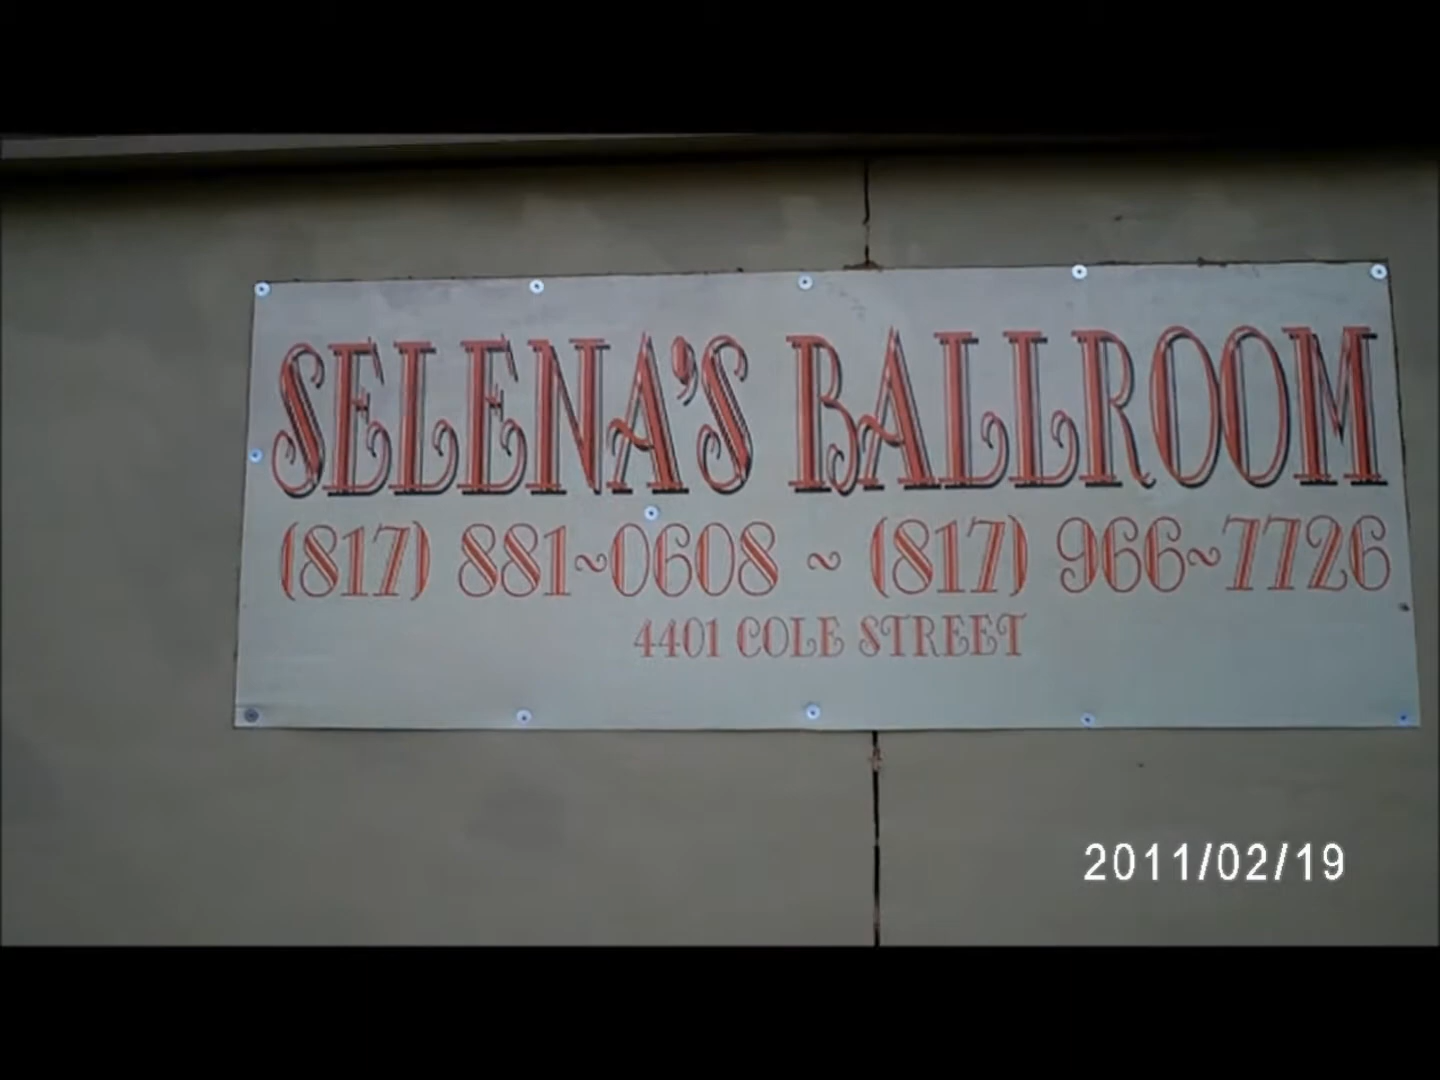 SELENA'S BALLROOM
(817) 881~0608 ~ (817) 966~7726
4401 COLE STREET
2011/02/19